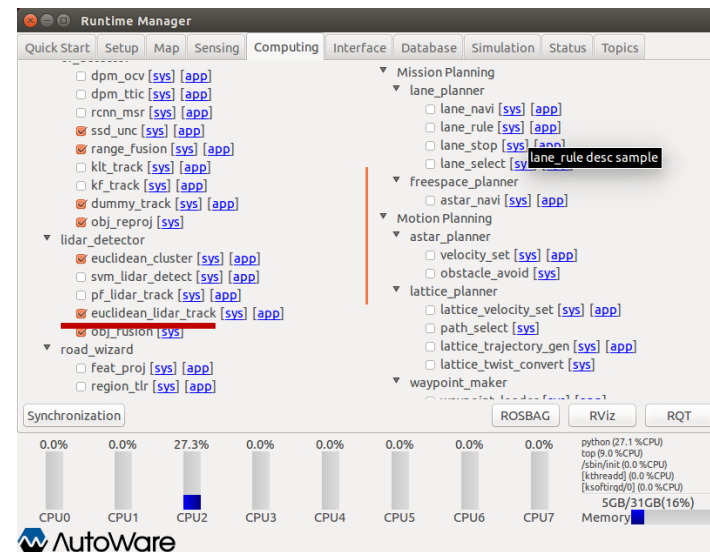 Runtime Manager
Quick Start Setup Map Sensing Computing Interface Database Simulation Status Topics
dpm_ocv [sys] [app]
dpm_ttic [sys] [app]
rcnn_msr [sys] [app]
ssd_unc [sys] [app]
range_fusion [sys] [app]
klt_track [sys] [app]
kf_track [sys] [app]
dummy_track [sys] [app]
obj_reproj [sys]
lidar_detector
euclidean_cluster [sys] [app]
svm_lidar_detect [sys] [app]
pf_lidar_track [sys] [app]
euclidean_lidar_track [sys] [app]
obj_fusion [sys]
road_wizard
feat_proj [sys] [app]
region_tlr [sys] [app]
Mission Planning
lane_planner
lane_navi [sys] [app]
lane_rule [sys] [app]
lane_stop [sys] [app]
lane_rule desc sample
lane_select
freespace_planner
astar_navi [sys] [app]
Motion Planning
astar_planner
velocity_set [sys] [app]
obstacle_avoid [sys]
lattice_planner
lattice_velocity_set [sys] [app]
path_select [sys]
lattice_trajectory_gen [sys] [app]
lattice_twist_convert [sys]
waypoint_maker
Synchronization
ROSBAG RViz RQT
0.0% 0.0% 27.3% 0.0% 0.0% 0.0% 0.0% 0.0%
CPU0 CPU1 CPU2 CPU3 CPU4 CPU5 CPU6 CPU7
python (27.1 %CPU)
top (9.0 %CPU)
/sbin/init (0.0 %CPU)
[kthreadd] (0.0 %CPU)
[ksoftirqd/0] (0.0 %CPU)
5GB/31GB(16%)
Memory
AutoWare